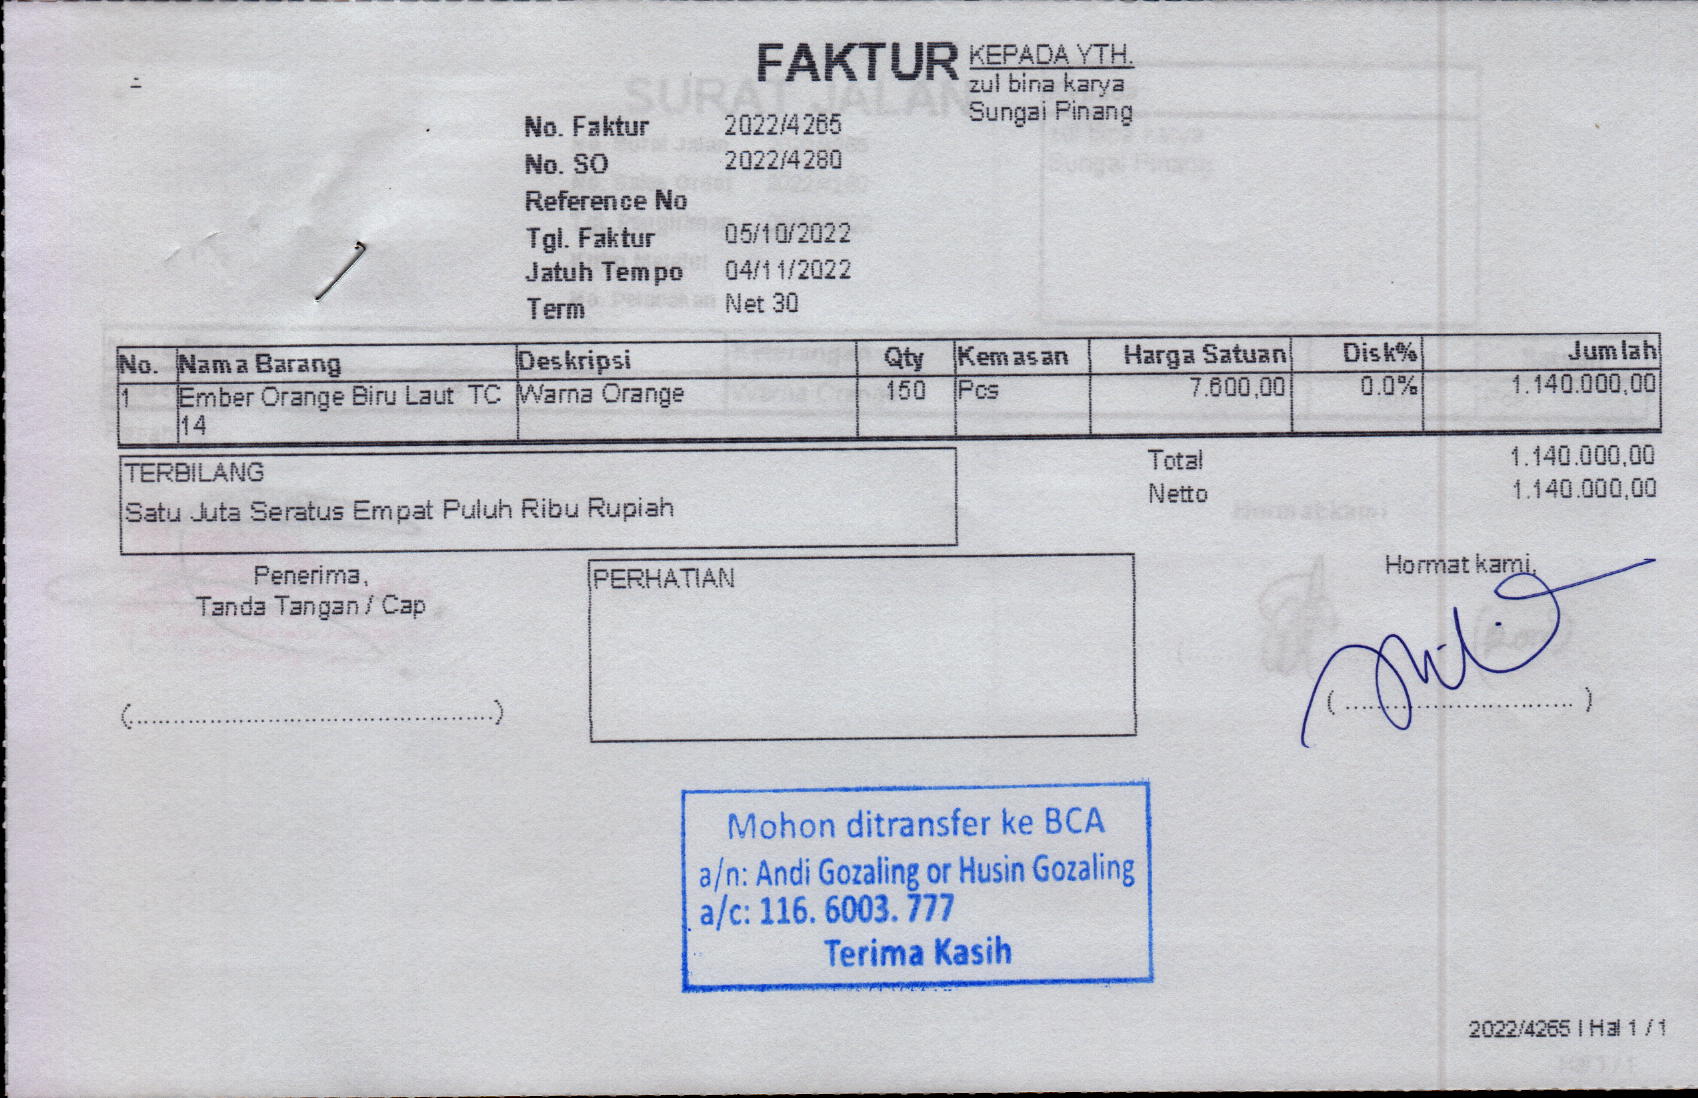 FAKTUR
KEPADA YTH.
zul bina karya
Sungai Pinang
No. Faktur 2022/4265
No. SO 2022/4280
Reference No
Tgl. Faktur 05/10/2022
Jatuh Tempo 04/11/2022
Term Net 30
No. Nama Barang Deskripsi Qty Kemasan Harga Satuan Disk% Jumlah
1 Ember Orange Biru Laut TC Warna Orange 150 Pcs 7.600,00 0.0% 1.140.000,00
14
TERBILANG
Satu Juta Seratus Empat Puluh Ribu Rupiah
Total 1.140.000,00
Netto 1.140.000,00
Penerima,
Tanda Tangan / Cap
(................................................)
PERHATIAN
Hormat kami,
(..............................)
Mohon ditransfer ke BCA
a/n: Andi Gozaling or Husin Gozaling
a/c: 116. 6003. 777
Terima Kasih
2022/4265 | Hal 1 / 1